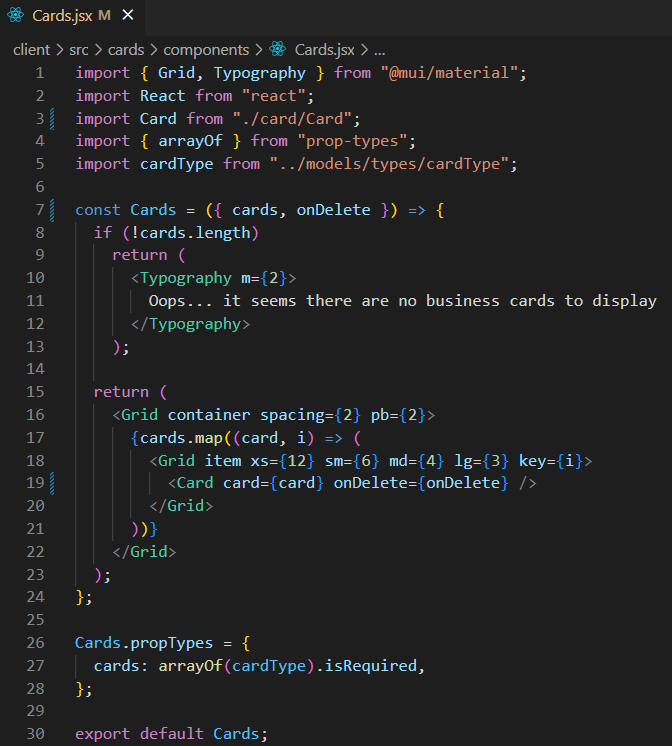 Cards.jsx M ×
client > src > cards > components > Cards.jsx > ...
1 import { Grid, Typography } from "@mui/material";
2 import React from "react";
3 import Card from "./card/Card";
4 import { arrayOf } from "prop-types";
5 import cardType from "../models/types/cardType";
6
7 const Cards = ({ cards, onDelete }) => {
8   if (!cards.length)
9     return (
10       <Typography m={2}>
11         Oops... it seems there are no business cards to display
12       </Typography>
13     );
14
15   return (
16     <Grid container spacing={2} pb={2}>
17       {cards.map((card, i) => (
18         <Grid item xs={12} sm={6} md={4} lg={3} key={i}>
19           <Card card={card} onDelete={onDelete} />
20         </Grid>
21       ))}
22     </Grid>
23   );
24 };
25
26 Cards.propTypes = {
27   cards: arrayOf(cardType).isRequired,
28 };
29
30 export default Cards;